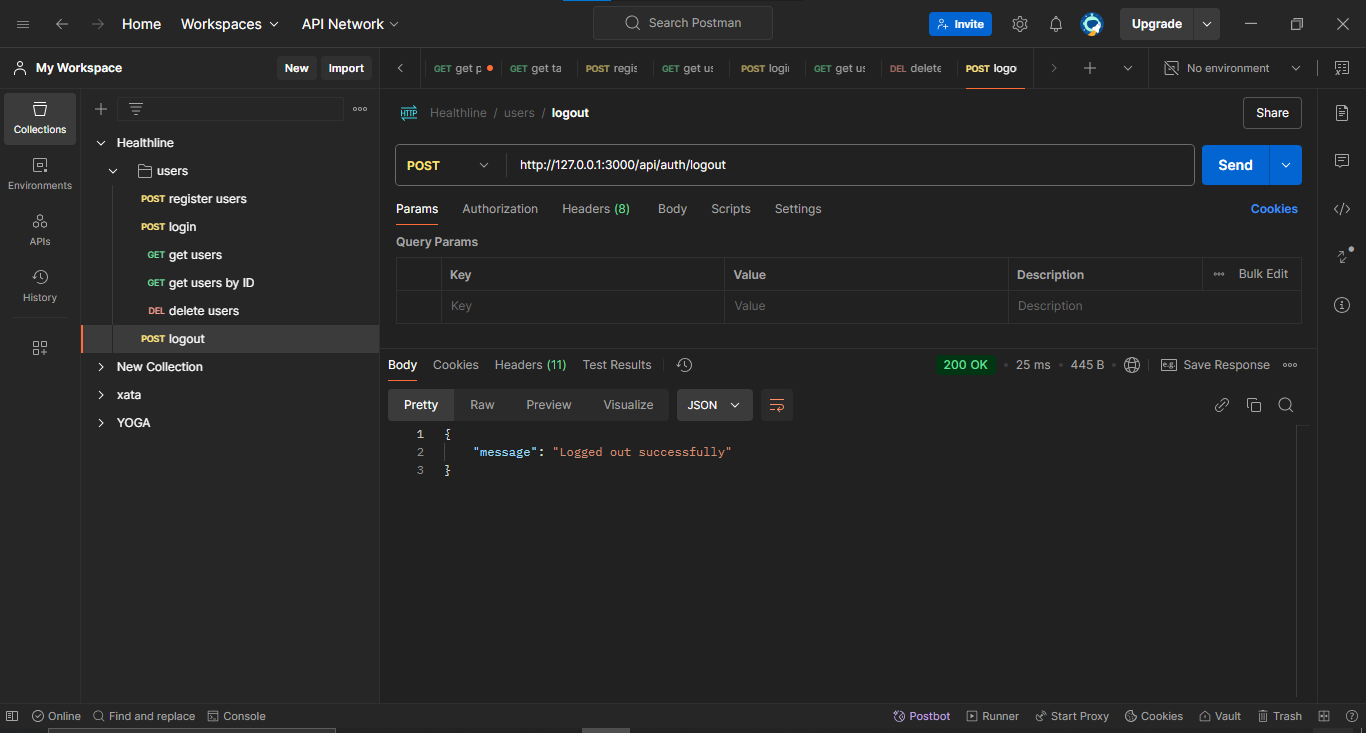 Home Workspaces API Network Search Postman Invite Upgrade
My Workspace New Import GET get p GET get ta POST regis GET get us POST logi GET get us DEL delete POST logo No environment
Collections
Environments
APIs
History
Healthline
users
POST register users
POST login
GET get users
GET get users by ID
DEL delete users
POST logout
New Collection
xata
YOGA
HTTP Healthline / users / logout Share
POST http://127.0.0.1:3000/api/auth/logout Send
Params Authorization Headers (8) Body Scripts Settings Cookies
Query Params
Key Value Description Bulk Edit
Key Value Description
Body Cookies Headers (11) Test Results 200 OK 25 ms 445 B e.g. Save Response
Pretty Raw Preview Visualize JSON
1 {
2 "message": "Logged out successfully"
3 }
Online Find and replace Console Postbot Runner Start Proxy Cookies Vault Trash